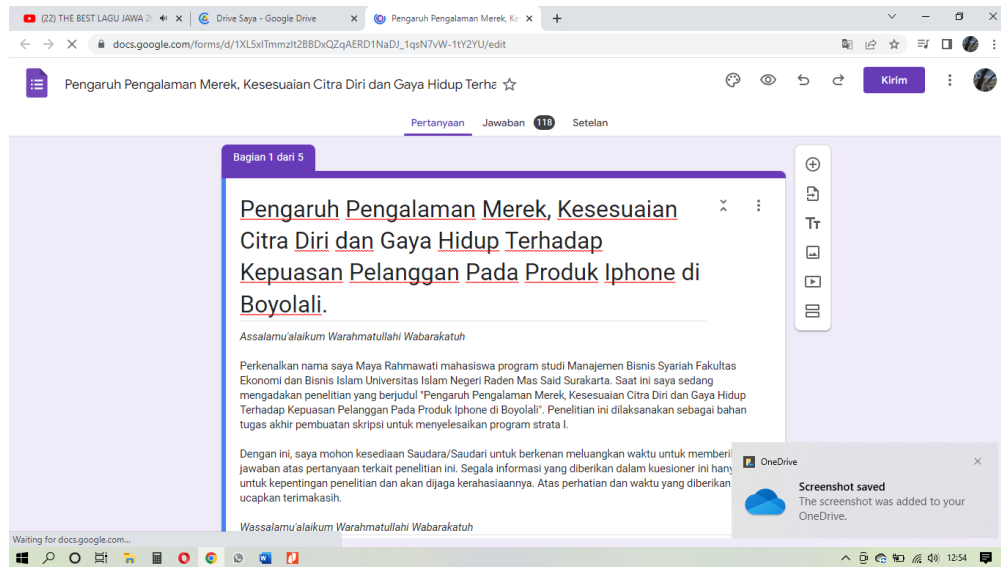 (22) THE BEST LAGU JAWA 2
Drive Saya - Google Drive
Pengaruh Pengalaman Merek, Ke
docs.google.com/forms/d/1XL5xITmmzIt2BBDxQZqAERD1NaDJ_1qsN7vW-1tY2YU/edit
Pengaruh Pengalaman Merek, Kesesuaian Citra Diri dan Gaya Hidup Terha
Kirim
Pertanyaan Jawaban 118 Setelan
Bagian 1 dari 5
Pengaruh Pengalaman Merek, Kesesuaian
Citra Diri dan Gaya Hidup Terhadap
Kepuasan Pelanggan Pada Produk Iphone di
Boyolali.
Assalamu'alaikum Warahmatullahi Wabarakatuh
Perkenalkan nama saya Maya Rahmawati mahasiswa program studi Manajemen Bisnis Syariah Fakultas
Ekonomi dan Bisnis Islam Universitas Islam Negeri Raden Mas Said Surakarta. Saat ini saya sedang
mengadakan penelitian yang berjudul "Pengaruh Pengalaman Merek, Kesesuaian Citra Diri dan Gaya Hidup
Terhadap Kepuasan Pelanggan Pada Produk Iphone di Boyolali". Penelitian ini dilaksanakan sebagai bahan
tugas akhir pembuatan skripsi untuk menyelesaikan program strata I.
Dengan ini, saya mohon kesediaan Saudara/Saudari untuk berkenan meluangkan waktu untuk memberi
jawaban atas pertanyaan terkait penelitian ini. Segala informasi yang diberikan dalam kuesioner ini hany
untuk kepentingan penelitian dan akan dijaga kerahasiaannya. Atas perhatian dan waktu yang diberikan
ucapkan terimakasih.
Wassalamu'alaikum Warahmatullahi Wabarakatuh
Tт
OneDrive
Screenshot saved
The screenshot was added to your
OneDrive.
Waiting for docs.google.com...
12:54